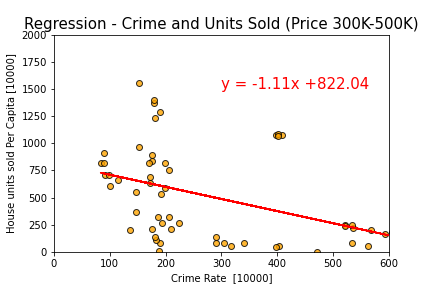 Regression - Crime and Units Sold (Price 300K-500K)
2000
1750
1500
1250
1000
750
500
250
0
House units sold Per Capita [10000]
y = -1.11x +822.04
0 100 200 300 400 500 600
Crime Rate [10000]